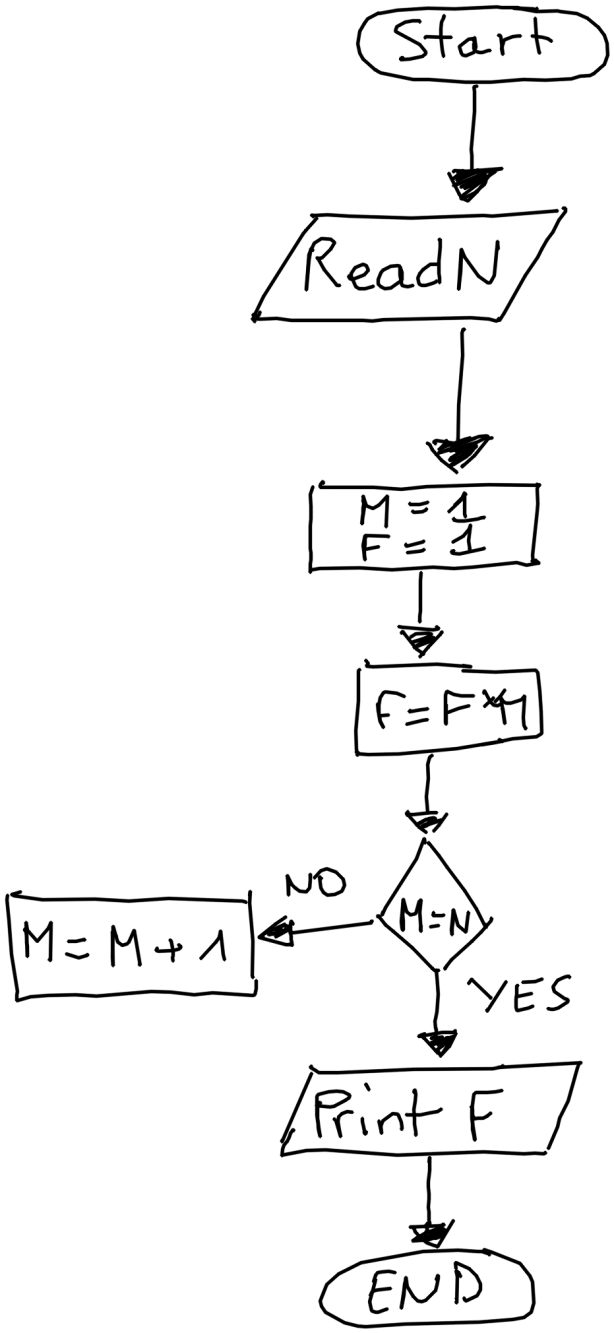 Start
Read N
M = 1
F = 1
F = F * M
M = N
NO
M = M + 1
YES
Print F
END